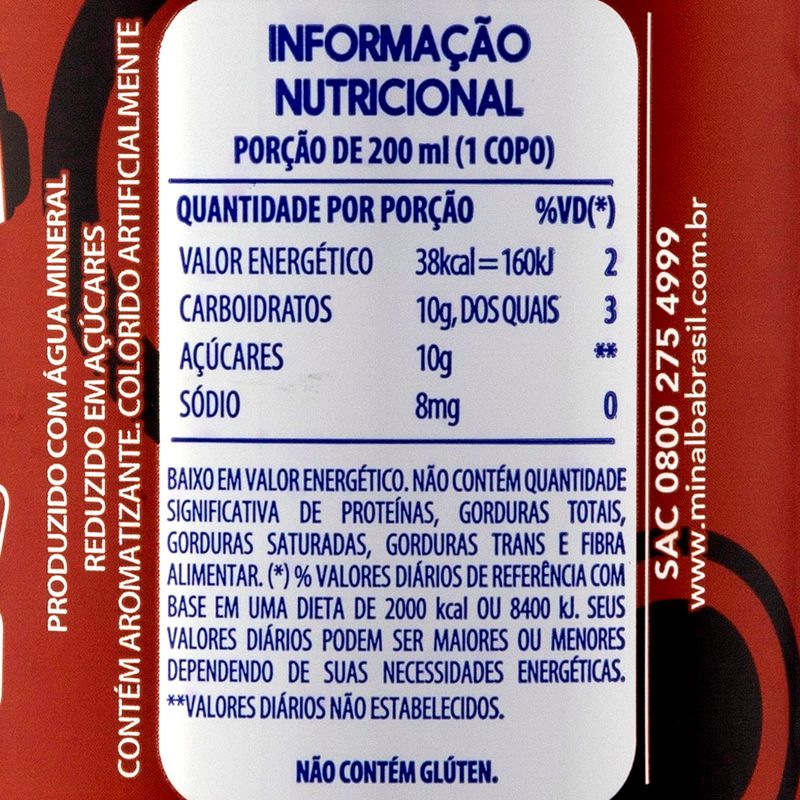 PRODUZIDO COM ÁGUA MINERAL
REDUZIDO EM AÇÚCARES
CONTÉM AROMATIZANTE. COLORIDO ARTIFICIALMENTE
INFORMAÇÃO
NUTRICIONAL
PORÇÃO DE 200 ml (1 COPO)
QUANTIDADE POR PORÇÃO %VD(*)
VALOR ENERGÉTICO 38kcal=160kJ 2
CARBOIDRATOS 10g, DOS QUAIS 3
AÇÚCARES 10g **
SÓDIO 8mg 0
BAIXO EM VALOR ENERGÉTICO. NÃO CONTÉM QUANTIDADE
SIGNIFICATIVA DE PROTEÍNAS, GORDURAS TOTAIS,
GORDURAS SATURADAS, GORDURAS TRANS E FIBRA
ALIMENTAR. (*) % VALORES DIÁRIOS DE REFERÊNCIA COM
BASE EM UMA DIETA DE 2000 kcal OU 8400 kJ. SEUS
VALORES DIÁRIOS PODEM SER MAIORES OU MENORES
DEPENDENDO DE SUAS NECESSIDADES ENERGÉTICAS.
**VALORES DIÁRIOS NÃO ESTABELECIDOS.
NÃO CONTÉM GLÚTEN.
SAC 0800 275 4999
www.minalbabrasil.com.br